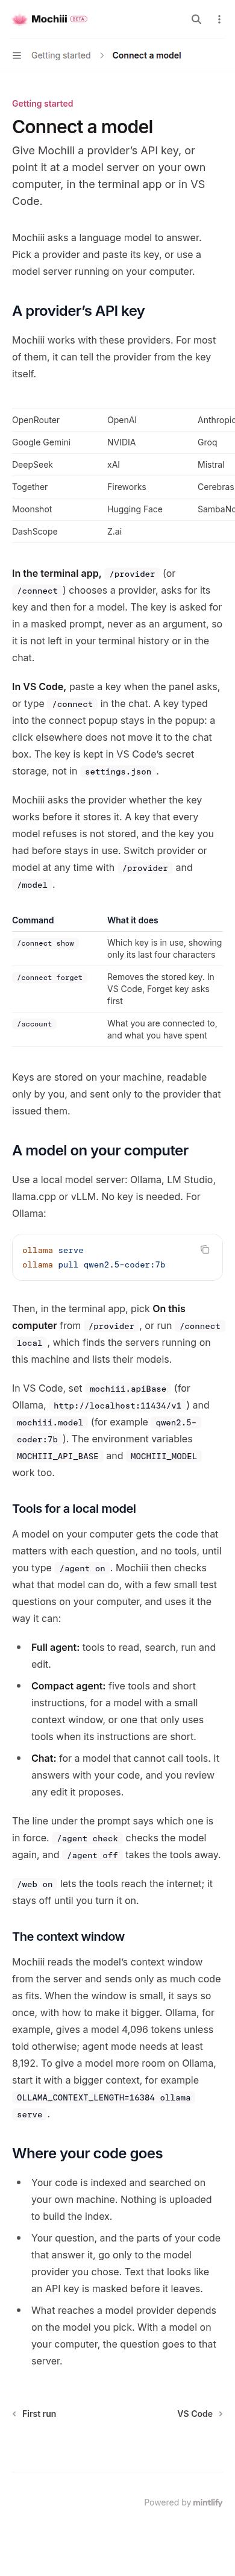 Mochiii BETA
Getting started > Connect a model
Getting started
Connect a model
Give Mochiii a provider's API key, or
point it at a model server on your own
computer, in the terminal app or in VS
Code.
Mochiii asks a language model to answer.
Pick a provider and paste its key, or use a
model server running on your computer.
A provider's API key
Mochiii works with these providers. For most
of them, it can tell the provider from the key
itself.
OpenRouter OpenAI Anthropic
Google Gemini NVIDIA Groq
DeepSeek xAI Mistral
Together Fireworks Cerebras
Moonshot Hugging Face SambaNo
DashScope Z.ai
In the terminal app, /provider (or
/connect ) chooses a provider, asks for its
key and then for a model. The key is asked for
in a masked prompt, never as an argument, so
it is not left in your terminal history or in the
chat.
In VS Code, paste a key when the panel asks,
or type /connect in the chat. A key typed
into the connect popup stays in the popup: a
click elsewhere does not move it to the chat
box. The key is kept in VS Code's secret
storage, not in settings.json .
Mochiii asks the provider whether the key
works before it stores it. A key that every
model refuses is not stored, and the key you
had before stays in use. Switch provider or
model at any time with /provider and
/model .
Command What it does
/connect show Which key is in use, showing
only its last four characters
/connect forget Removes the stored key. In
VS Code, Forget key asks
first
/account What you are connected to,
and what you have spent
Keys are stored on your machine, readable
only by you, and sent only to the provider that
issued them.
A model on your computer
Use a local model server: Ollama, LM Studio,
llama.cpp or vLLM. No key is needed. For
Ollama:
ollama serve
ollama pull qwen2.5-coder:7b
Then, in the terminal app, pick On this
computer from /provider , or run /connect
local , which finds the servers running on
this machine and lists their models.
In VS Code, set mochiii.apiBase (for
Ollama, http://localhost:11434/v1 ) and
mochiii.model (for example qwen2.5-
coder:7b ). The environment variables
MOCHIII_API_BASE and MOCHIII_MODEL
work too.
Tools for a local model
A model on your computer gets the code that
matters with each question, and no tools, until
you type /agent on . Mochiii then checks
what that model can do, with a few small test
questions on your computer, and uses it the
way it can:
• Full agent: tools to read, search, run and
edit.
• Compact agent: five tools and short
instructions, for a model with a small
context window, or one that only uses
tools when its instructions are short.
• Chat: for a model that cannot call tools. It
answers with your code, and you review
any edit it proposes.
The line under the prompt says which one is
in force. /agent check checks the model
again, and /agent off takes the tools away.
/web on lets the tools reach the internet; it
stays off until you turn it on.
The context window
Mochiii reads the model's context window
from the server and sends only as much code
as fits. When the window is small, it says so
once, with how to make it bigger. Ollama, for
example, gives a model 4,096 tokens unless
told otherwise; agent mode needs at least
8,192. To give a model more room on Ollama,
start it with a bigger context, for example
OLLAMA_CONTEXT_LENGTH=16384 ollama
serve .
Where your code goes
• Your code is indexed and searched on
your own machine. Nothing is uploaded
to build the index.
• Your question, and the parts of your code
that answer it, go only to the model
provider you chose. Text that looks like
an API key is masked before it leaves.
• What reaches a model provider depends
on the model you pick. With a model on
your computer, the question goes to that
server.
‹ First run VS Code ›
Powered by mintlify